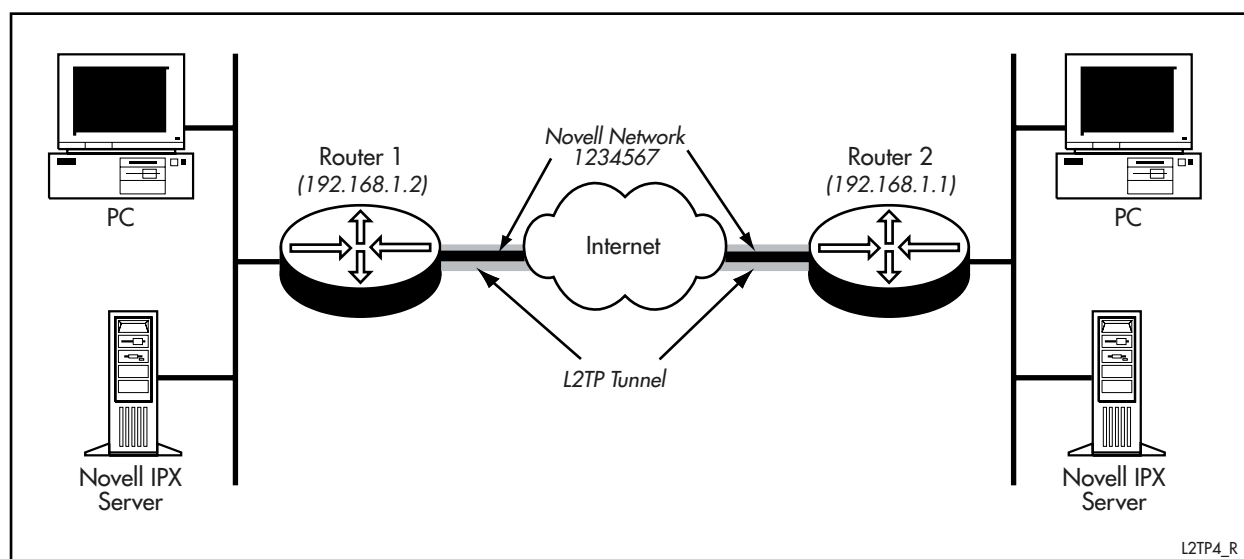 Novell Network
1234567
Router 1
(192.168.1.2)
Router 2
(192.168.1.1)
PC
PC
Internet
L2TP Tunnel
Novell IPX
Server
Novell IPX
Server
L2TP4_R